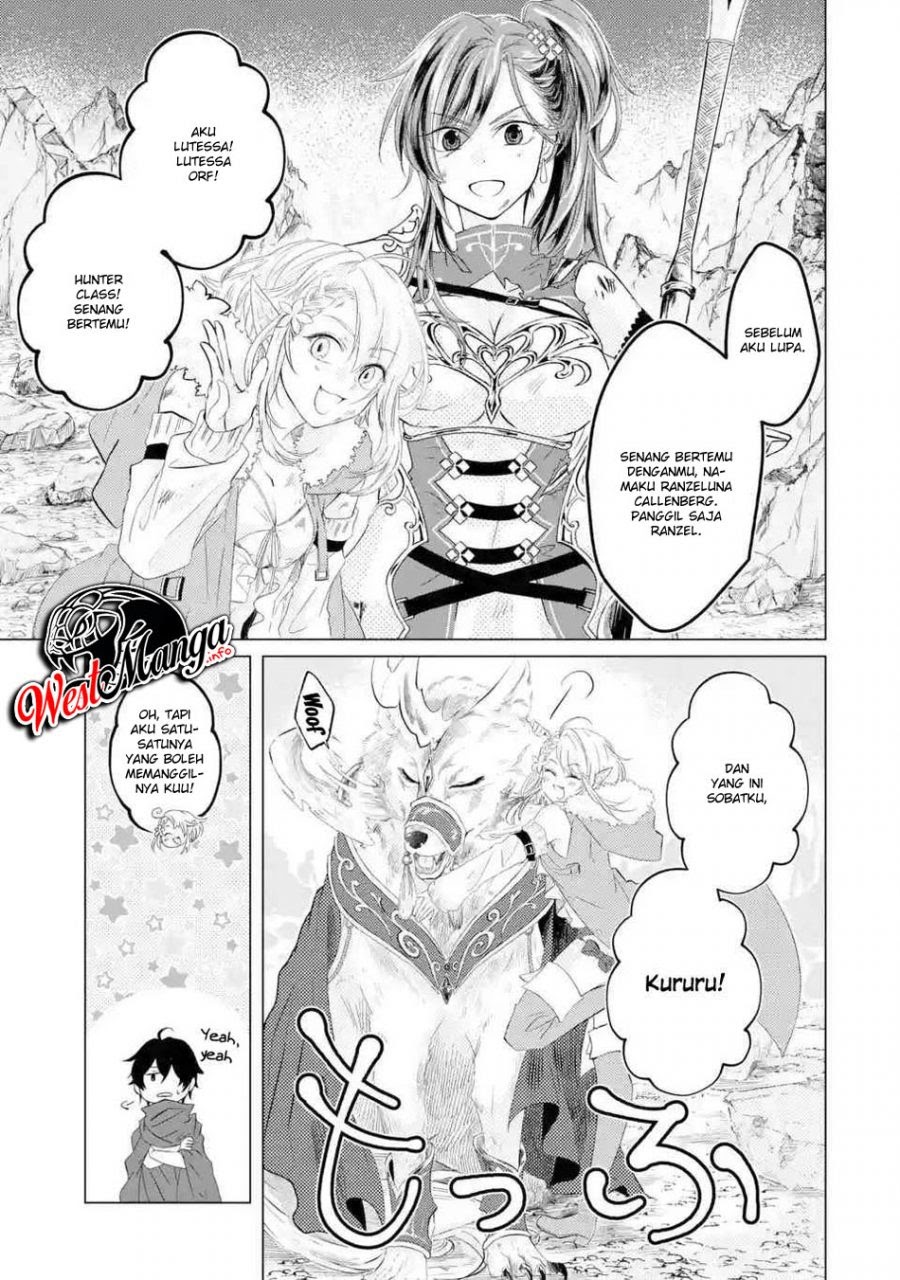 SEBELUM
AKU LUPA.
SENANG BERTEMU
DENGANMU, NA-
MAKU RANZELUNA
CALLENBERG.
PANGGIL SAJA
RANZEL.
AKU
LUTESSA!
LUTESSA
ORF!
HUNTER
CLASS!
SENANG
BERTEMU!
DAN
YANG INI
SOBATKU,
Kururu!
Woof
もっふ
WestManga
.info
OH, TAPI
AKU SATU-
SATUNYA
YANG BOLEH
MEMANGGIL-
NYA KUU!
Yeah,
yeah